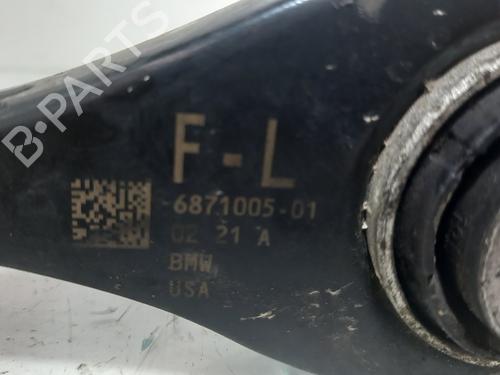 B-PARTS
F-L
6871005-01
02 21 A
BMW
USA